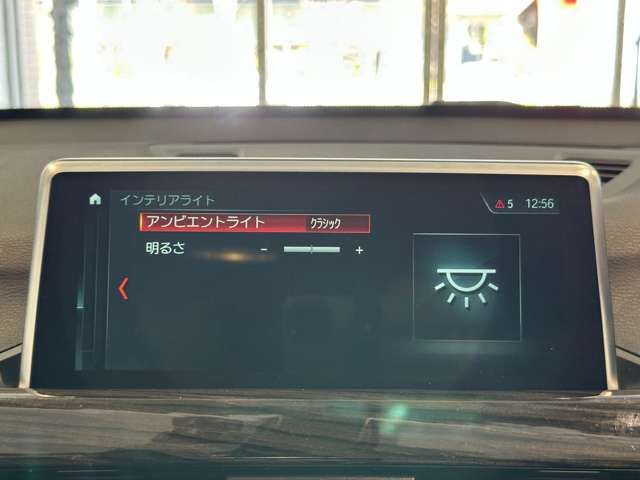 インテリアライト
5 12:56
アンビエントライト クラシック
明るさ - +